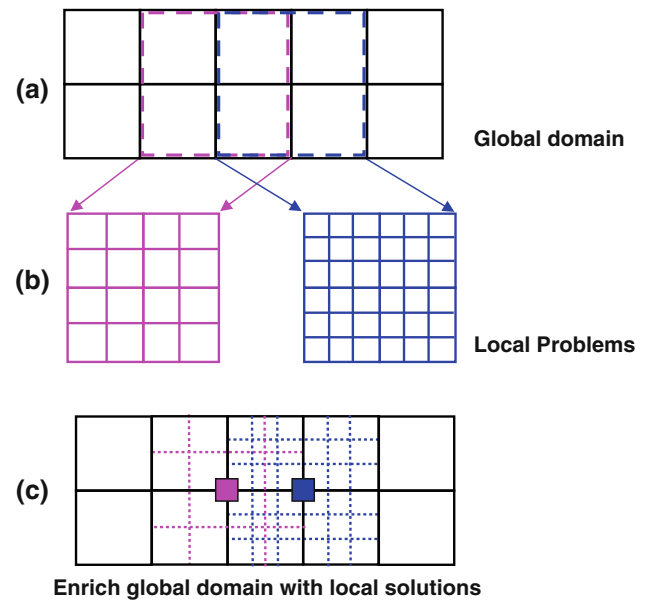 (a)
Global domain
(b)
Local Problems
(c)
Enrich global domain with local solutions